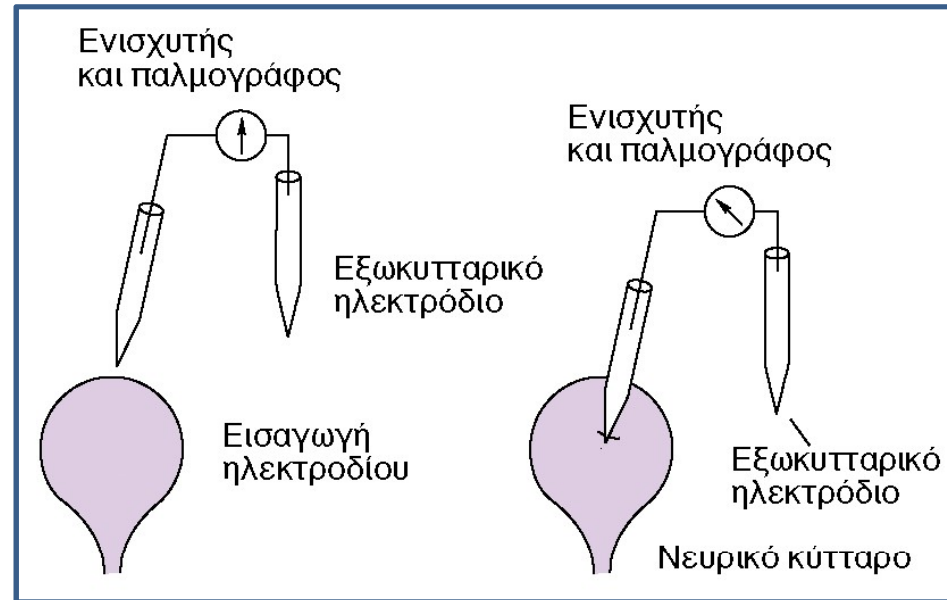 Ενισχυτής
και παλμογράφος
Εξωκυτταρικό
ηλεκτρόδιο
Εισαγωγή
ηλεκτροδίου
Ενισχυτής
και παλμογράφος
Εξωκυτταρικό
ηλεκτρόδιο
Νευρικό κύτταρο